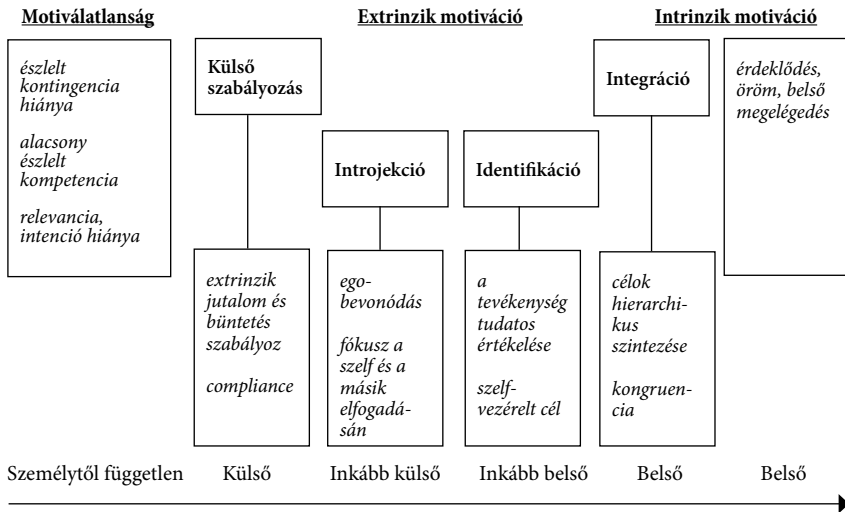 Motiválatlanság
Extrinzik motiváció
Intrinzik motiváció
észlelt
kontingencia
hiánya
alacsony
észlelt
kompetencia
relevancia,
intenció hiánya
Külső
szabályozás
extrinzik
jutalom és
büntetés
szabályoz
compliance
Introjekció
ego-
bevonódás
fókusz a
szelf és a
másik
elfogadá-
sán
Identifikáció
a
tevékenység
tudatos
értékelése
szelf-
vezérelt cél
Integráció
célok
hierarchi-
kus
szintezése
kongruen-
cia
érdeklődés,
öröm, belső
megelégedés
Személytől független
Külső
Inkább külső
Inkább belső
Belső
Belső